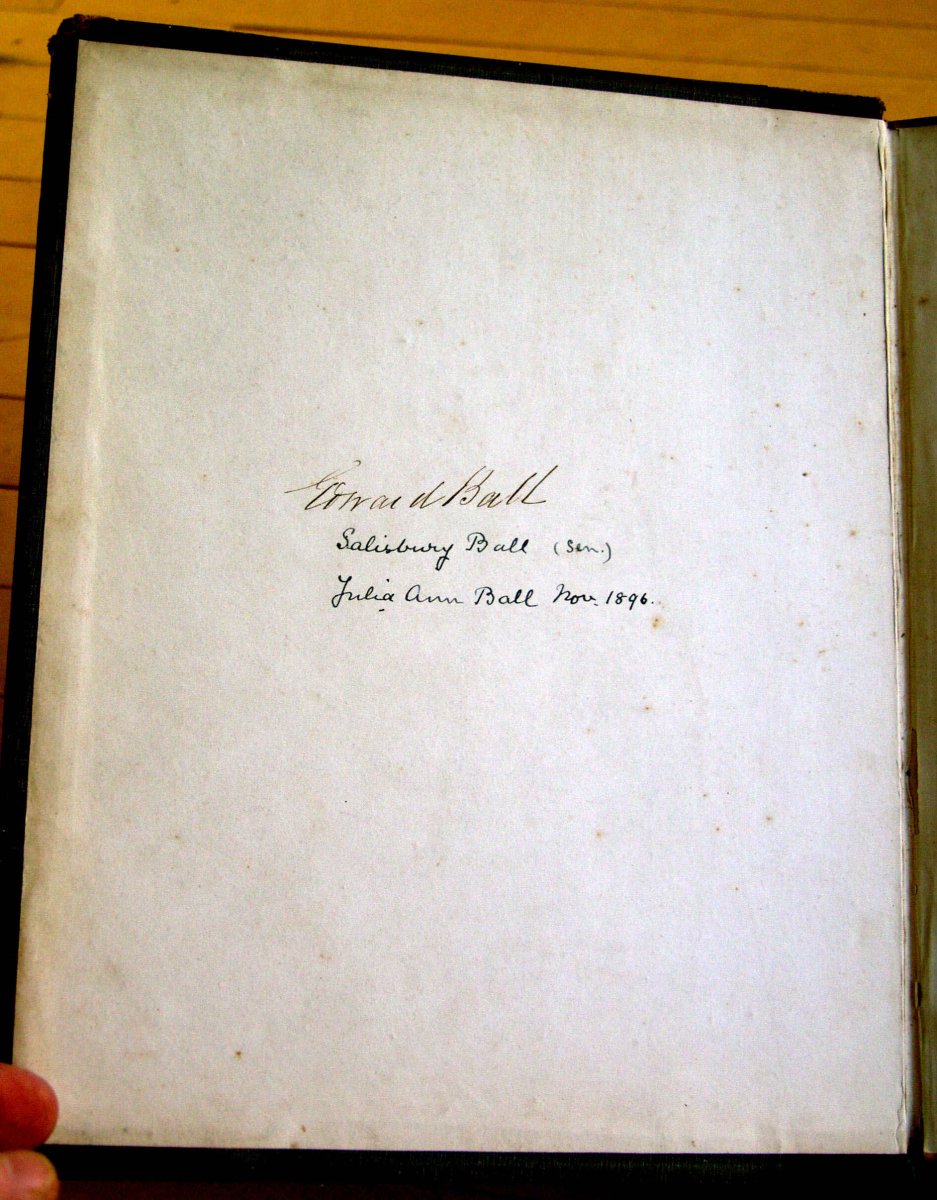 Edward Ball
Salisbury Ball (Sen.)
Julia Ann Ball Nov. 1896.